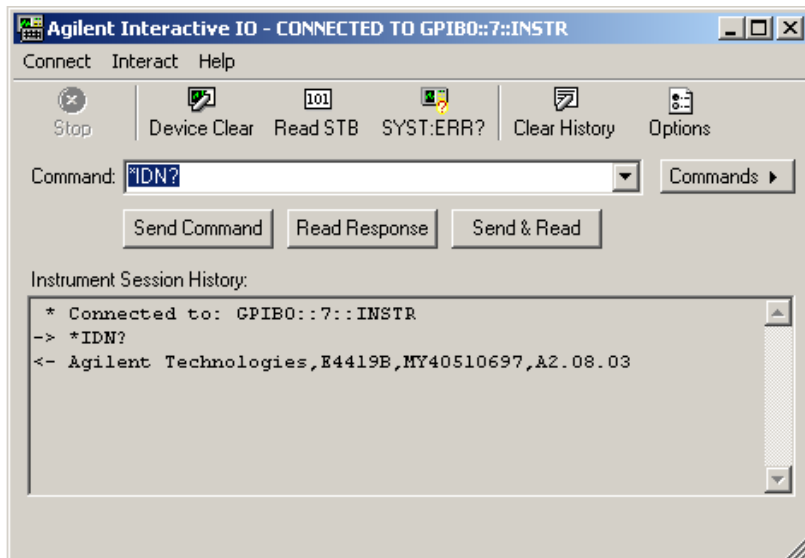 Agilent Interactive IO - CONNECTED TO GPIB0::7::INSTR
Connect Interact Help
101
Stop Device Clear Read STB SYST:ERR? Clear History Options
Command: *IDN? Commands
Send Command Read Response Send & Read
Instrument Session History:
* Connected to: GPIB0::7::INSTR
-> *IDN?
<- Agilent Technologies,E4419B,MY40510697,A2.08.03